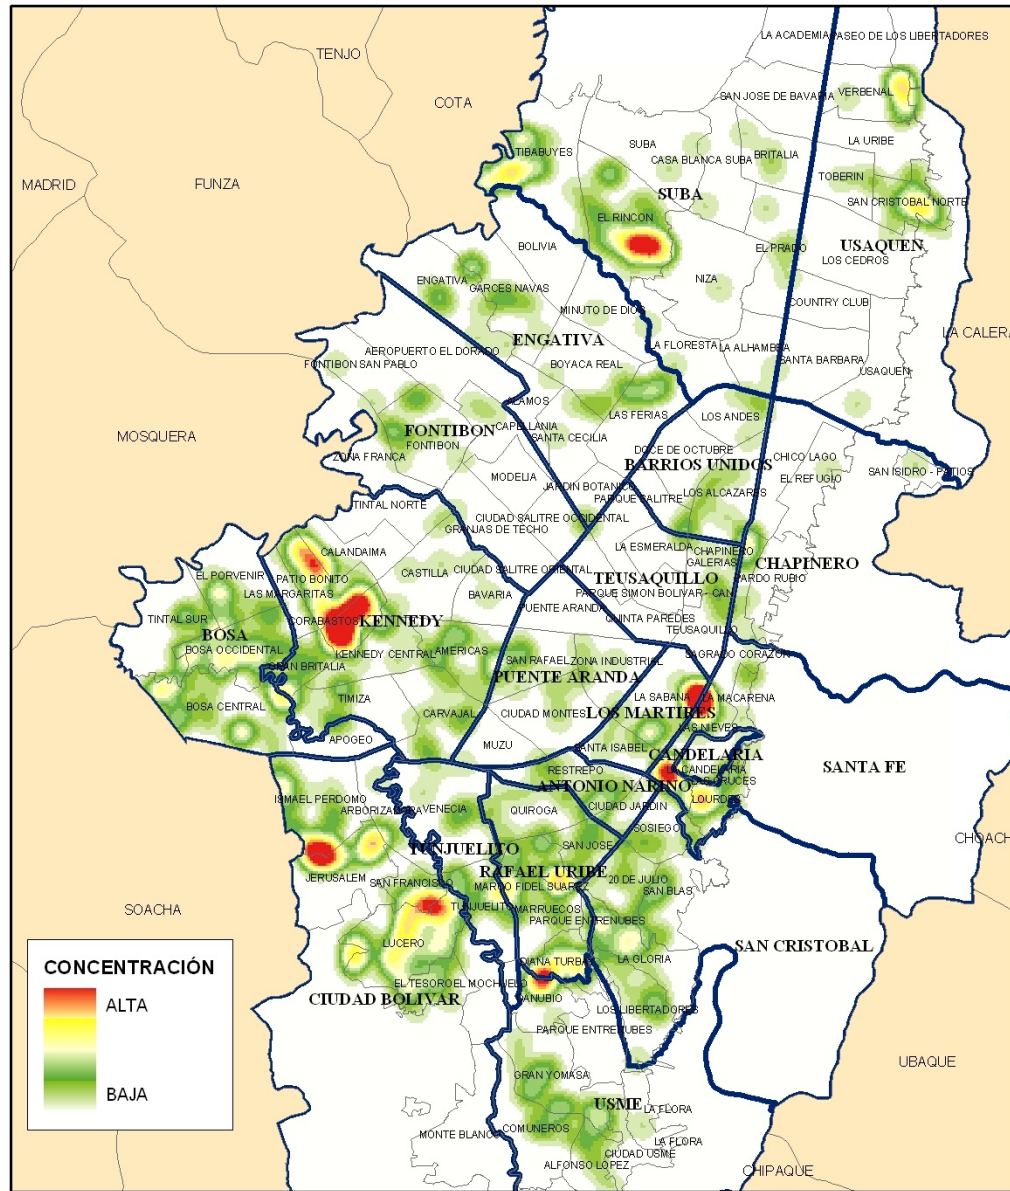 LA ACADEMIA
PASEO DE LOS LIBERTADORES
TENJO
COTA
SAN JOSE DE BAVARIA
VERBENAL
TIBABUYES
SUBA
CASA BLANCA SUBA
BRITALIA
LA URIBE
MADRID
FUNZA
TOBERIN
SUBA
SAN CRISTOBAL NORTE
EL RINCON
BOLIVIA
EL PRADO
USAQUEN
LOS CEDROS
ENGATIVA
GARCES NAVAS
NIZA
MINUTO DE DIOS
COUNTRY CLUB
LA CALERA
ENGATIVA
AEROPUERTO EL DORADO
LA FLORESTA
LA ALHAMBRA
SANTA BARBARA
FONTIBON SAN PABLO
BOYACA REAL
USAQUEN
ALAMOS
LAS FERIAS
LOS ANDES
MOSQUERA
FONTIBON
CAPELLANIA
FONTIBON
SANTA CECILIA
ZONA FRANCA
DOCE DE OCTUBRE
CHICO LAGO
BARRIOS UNIDOS
SAN ISIDRO - PATIOS
MODELIA
EL REFUGIO
JARDIN BOTANICO
PARQUE SALITRE
LOS ALCAZARES
TINTAL NORTE
CIUDAD SALITRE OCCIDENTAL
GRANJAS DE TECHO
LA ESMERALDA
CALANDAIMA
CHAPINERO
GALERIAS
CHAPINERO
EL PORVENIR
PATIO BONITO
CASTILLA
CIUDAD SALITRE ORIENTAL
TEUSAQUILLO
PARDO RUBIO
LAS MARGARITAS
BAVARIA
PARQUE SIMON BOLIVAR - CAN
PUENTE ARANDA
TINTAL SUR
CORABASTOS
KENNEDY
QUINTA PAREDES
BOSA
TEUSAQUILLO
BOSA OCCIDENTAL
KENNEDY CENTRAL
AMERICAS
SAGRADO CORAZON
SAN RAFAEL
ZONA INDUSTRIAL
PUENTE ARANDA
TIMIZA
LA SABANA
LA MACARENA
BOSA CENTRAL
CARVAJAL
CIUDAD MONTES
LOS MARTIRES
LAS NIEVES
APOGEO
MUZU
SANTA ISABEL
CANDELARIA
SANTA FE
RESTREPO
LA CANDELARIA
LAS CRUCES
ANTONIO NARIÑO
ISMAEL PERDOMO
ARBORIZADORA
VENECIA
QUIROGA
CIUDAD JARDIN
LOURDES
SOSIEGO
CHOACHI
TUNJUELITO
SAN JOSE
JERUSALEM
SAN FRANCISCO
RAFAEL URIBE
MARCO FIDEL SUAREZ
20 DE JULIO
SAN BLAS
SOACHA
TUNJUELITO
MARRUECOS
PARQUE ENTRENUBES
LUCERO
SAN CRISTOBAL
CONCENTRACIÓN
DIANA TURBAY
LA GLORIA
EL TESORO
EL MOCHUELO
CIUDAD BOLIVAR
DANUBIO
ALTA
LOS LIBERTADORES
PARQUE ENTRENUBES
UBAQUE
GRAN YOMASA
BAJA
USME
LA FLORA
COMUNEROS
MONTE BLANCO
LA FLORA
CIUDAD USME
ALFONSO LOPEZ
CHIPAQUE